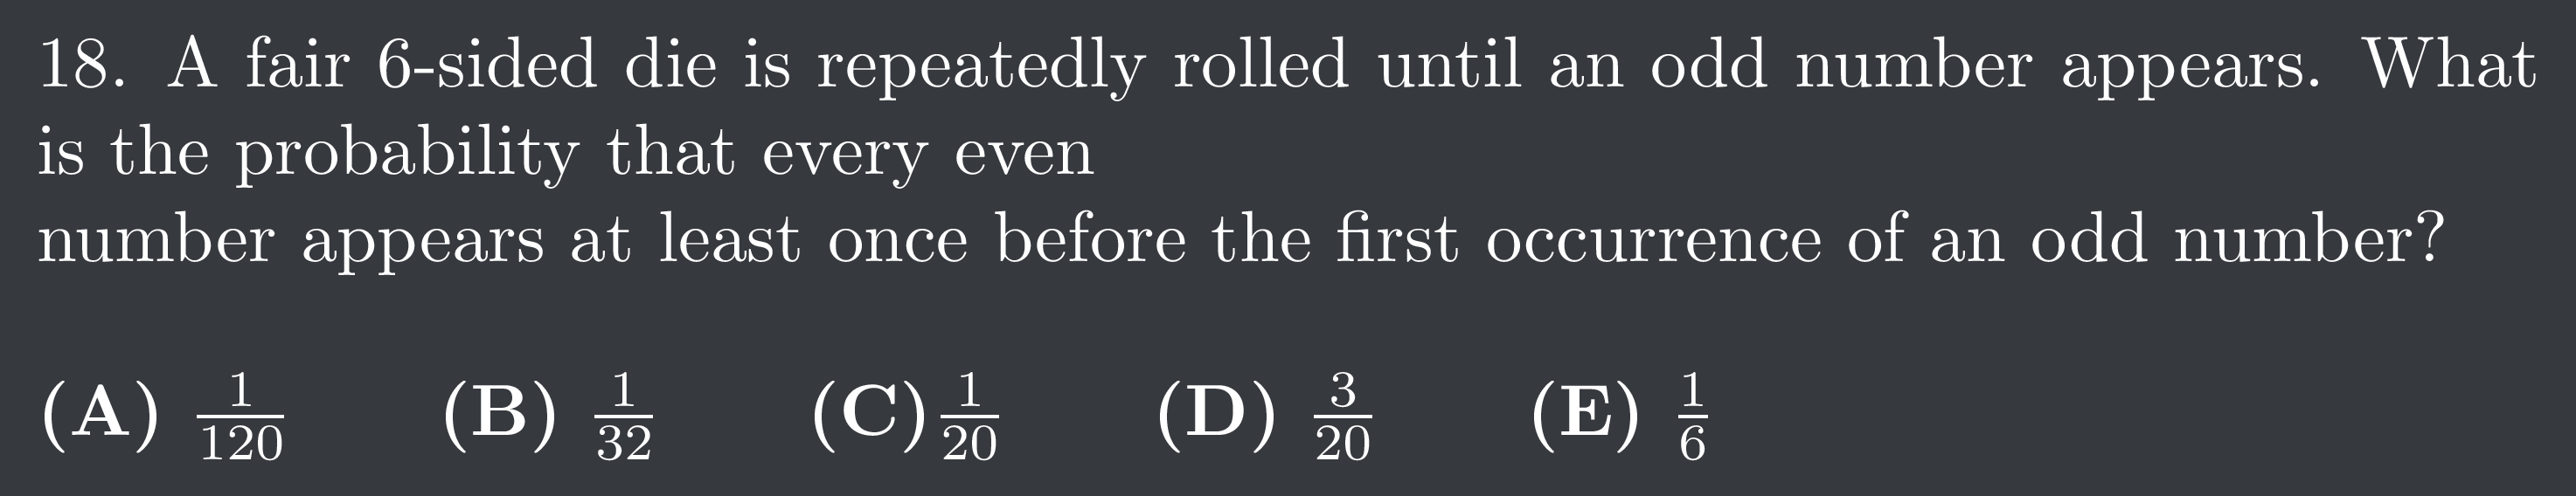 18. A fair 6-sided die is repeatedly rolled until an odd number appears. What
is the probability that every even
number appears at least once before the first occurrence of an odd number?
(A) 1/120 (B) 1/32 (C) 1/20 (D) 3/20 (E) 1/6